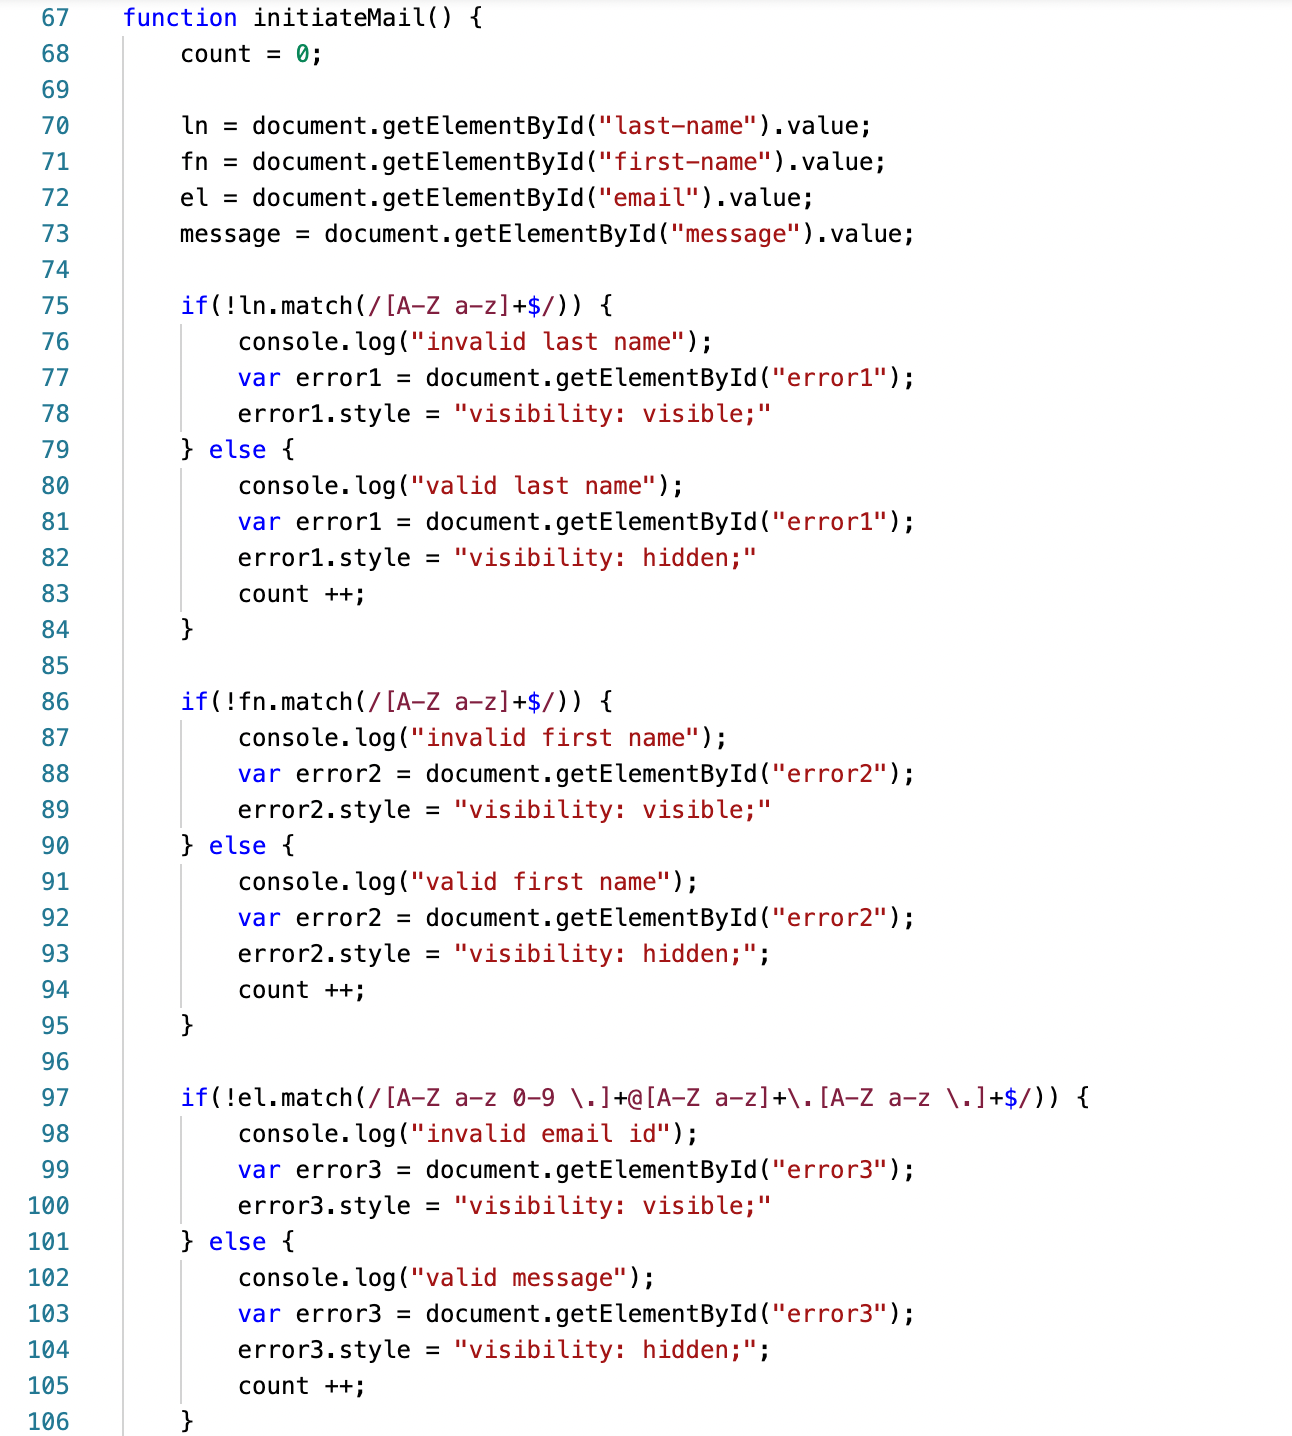 67 function initiateMail() {
68 count = 0;
69
70 ln = document.getElementById("last-name").value;
71 fn = document.getElementById("first-name").value;
72 el = document.getElementById("email").value;
73 message = document.getElementById("message").value;
74
75 if(!ln.match(/[A-Z a-z]+$/)) {
76 console.log("invalid last name");
77 var error1 = document.getElementById("error1");
78 error1.style = "visibility: visible;"
79 } else {
80 console.log("valid last name");
81 var error1 = document.getElementById("error1");
82 error1.style = "visibility: hidden;"
83 count ++;
84 }
85
86 if(!fn.match(/[A-Z a-z]+$/)) {
87 console.log("invalid first name");
88 var error2 = document.getElementById("error2");
89 error2.style = "visibility: visible;"
90 } else {
91 console.log("valid first name");
92 var error2 = document.getElementById("error2");
93 error2.style = "visibility: hidden;";
94 count ++;
95 }
96
97 if(!el.match(/[A-Z a-z 0-9 \.]+@[A-Z a-z]+\.[A-Z a-z \.]+$/)) {
98 console.log("invalid email id");
99 var error3 = document.getElementById("error3");
100 error3.style = "visibility: visible;"
101 } else {
102 console.log("valid message");
103 var error3 = document.getElementById("error3");
104 error3.style = "visibility: hidden;";
105 count ++;
106 }